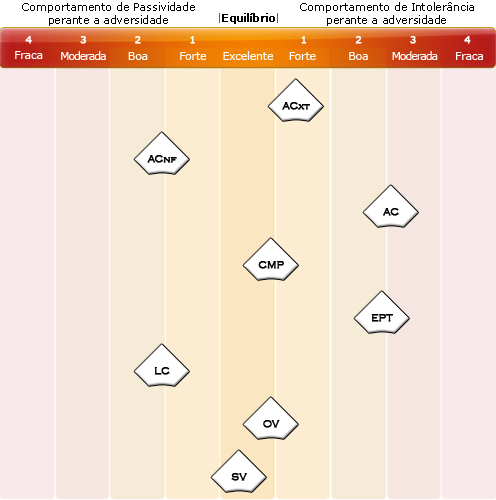 Comportamento de Passividade
perante a adversidade
|Equilíbrio|
Comportamento de Intolerância
perante a adversidade
4 3 2 1 1 2 3 4
Fraca Moderada Boa Forte Excelente Forte Boa Moderada Fraca
ACXT
ACNF
AC
CMP
EPT
LC
OV
SV